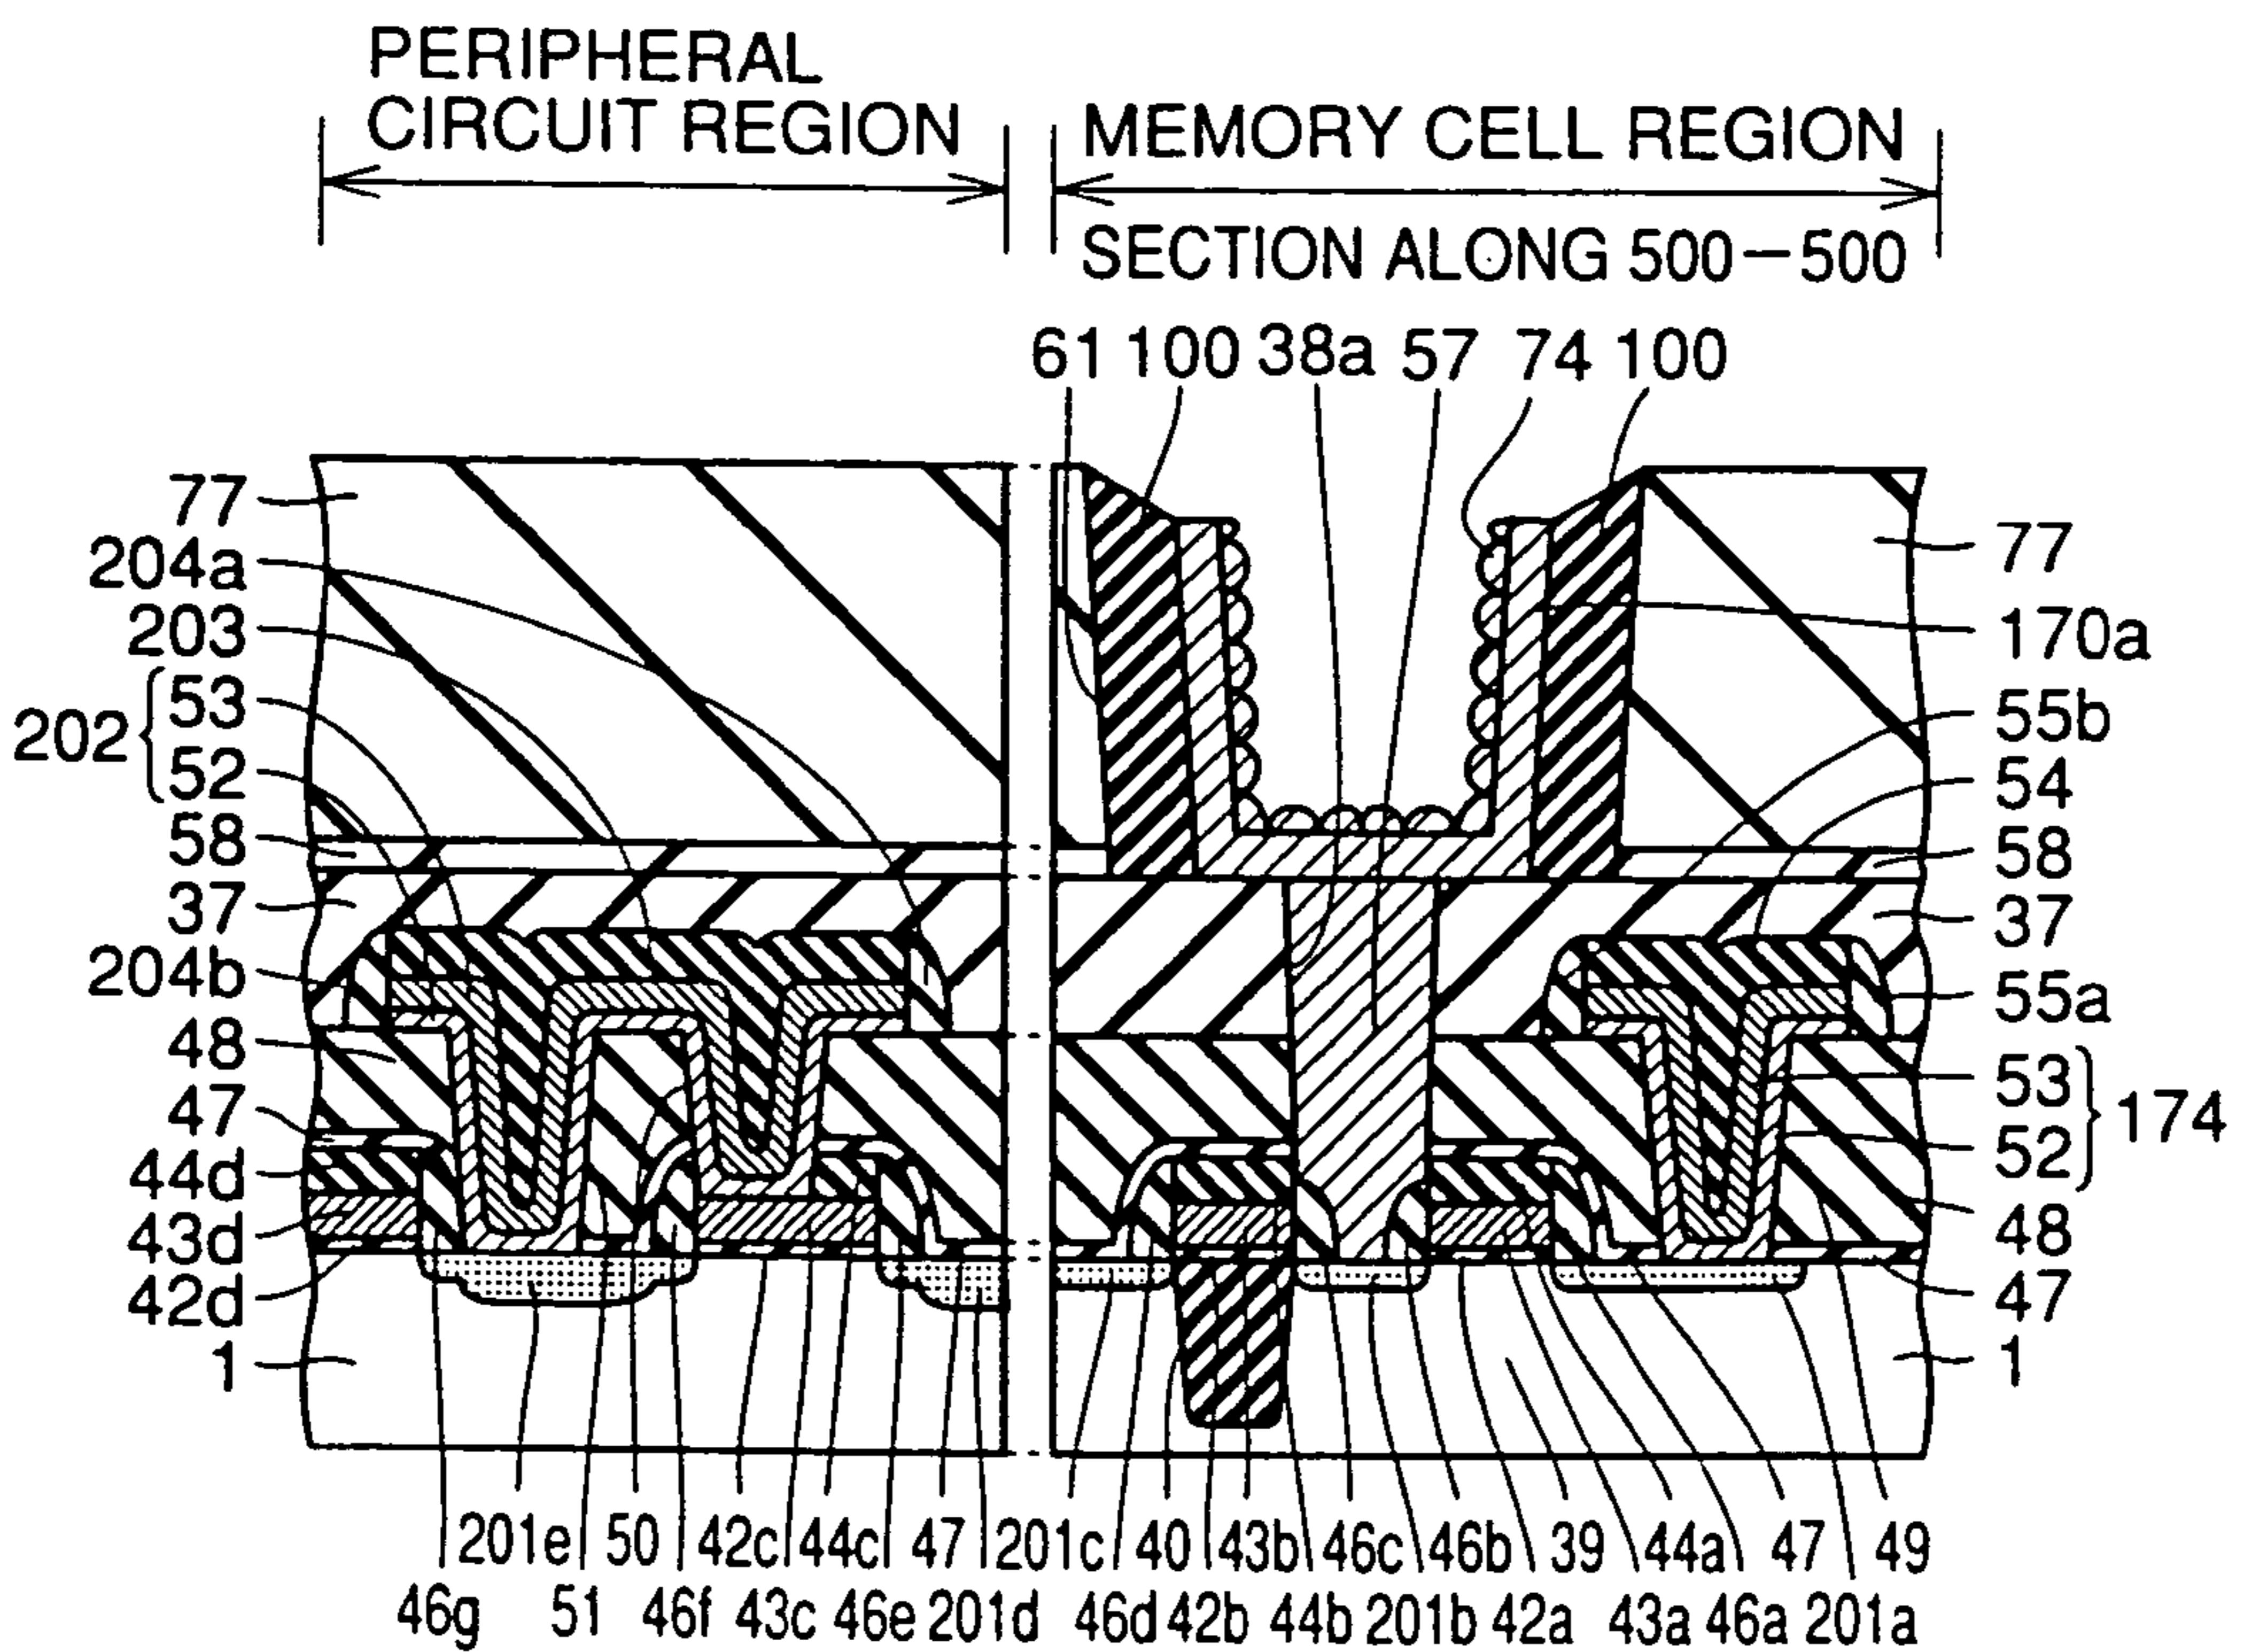 PERIPHERAL
CIRCUIT REGION
MEMORY CELL REGION
SECTION ALONG 500-500
61 100 38a 57 74 100
77
204a
203
202 { 53
52
58
37
204b
48
47
44d
43d
42d
1
77
170a
55b
54
58
37
55a
53
52 } 174
48
47
1
201e 50 42c 44c 47 201c 40 43b 46c 46b 39 44a 47 49
46g 51 46f 43c 46e 201d 46d 42b 44b 201b 42a 43a 46a 201a